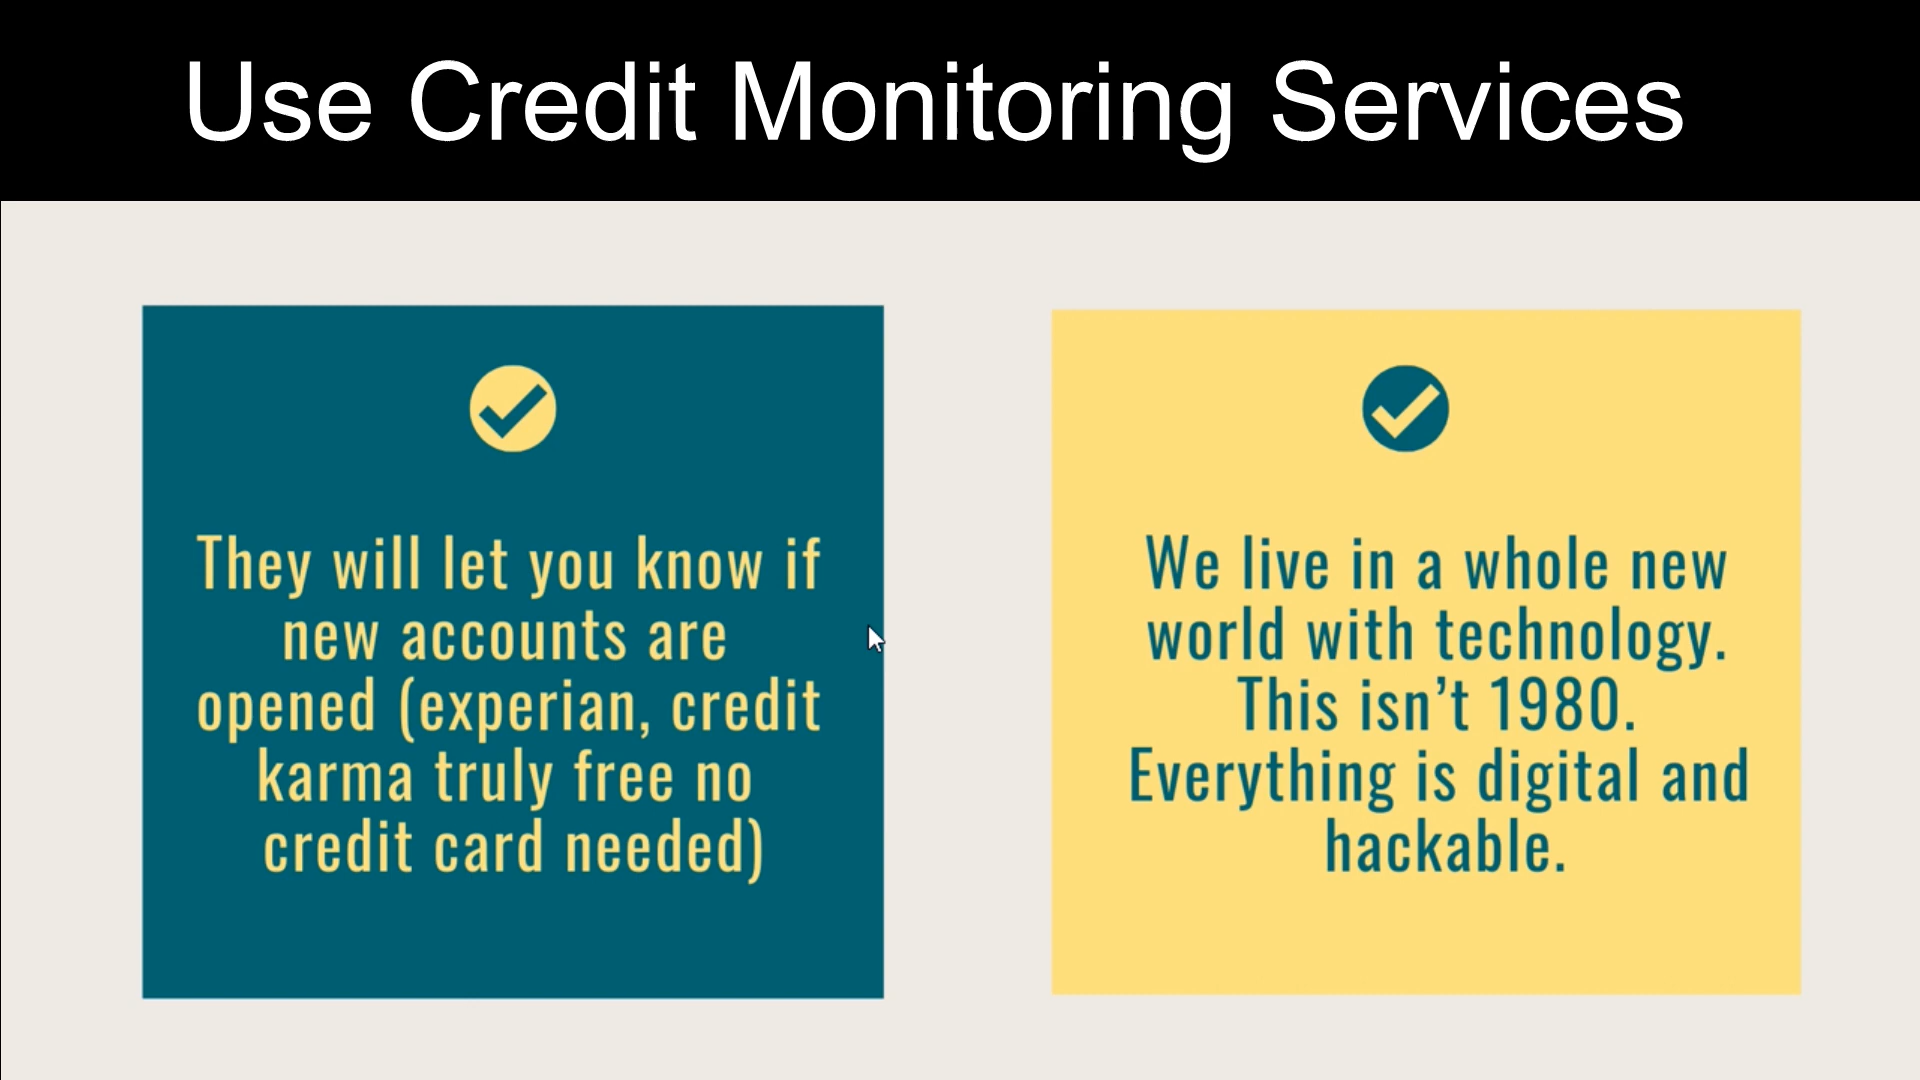 Use Credit Monitoring Services
They will let you know if
new accounts are
opened (experian, credit
karma truly free no
credit card needed)
We live in a whole new
world with technology.
This isn’t 1980.
Everything is digital and
hackable.